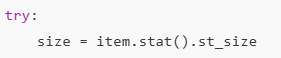 try:
    size = item.stat().st_size